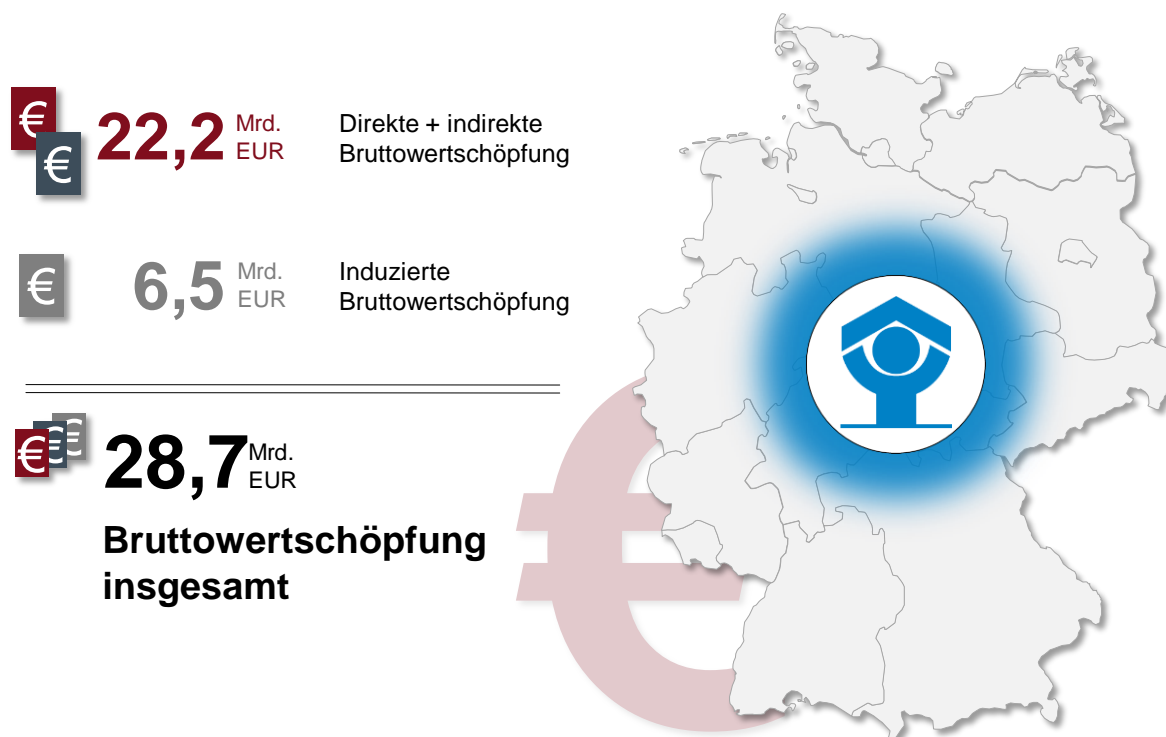 €
€
22,2 Mrd.
EUR
Direkte + indirekte
Bruttowertschöpfung
€
6,5 Mrd.
EUR
Induzierte
Bruttowertschöpfung
€ € €
28,7 Mrd.
EUR
Bruttowertschöpfung
insgesamt
€